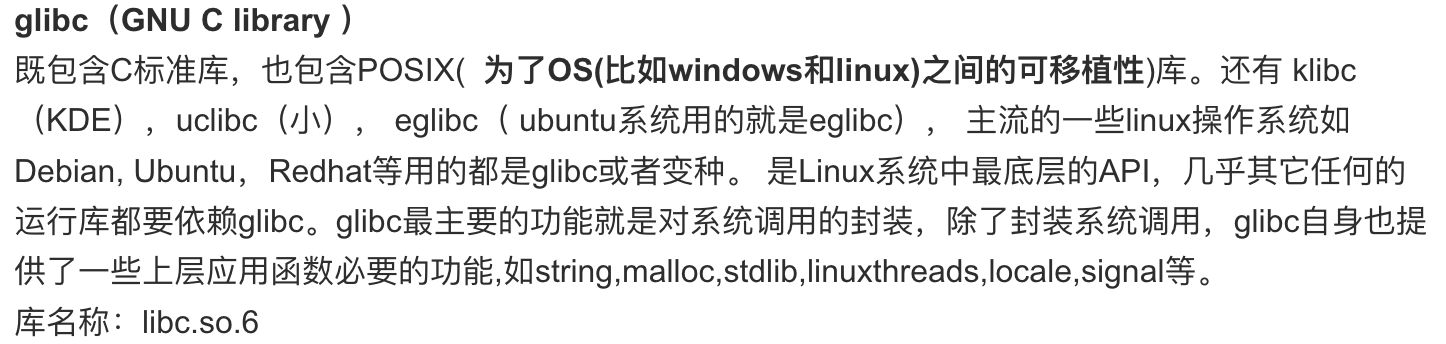 glibc（GNU C library ）
既包含C标准库，也包含POSIX(  为了OS(比如windows和linux)之间的可移植性)库。还有 klibc
（KDE），uclibc（小）， eglibc（ ubuntu系统用的就是eglibc）， 主流的一些linux操作系统如
Debian, Ubuntu，Redhat等用的都是glibc或者变种。 是Linux系统中最底层的API，几乎其它任何的
运行库都要依赖glibc。glibc最主要的功能就是对系统调用的封装，除了封装系统调用，glibc自身也提
供了一些上层应用函数必要的功能,如string,malloc,stdlib,linuxthreads,locale,signal等。
库名称：libc.so.6